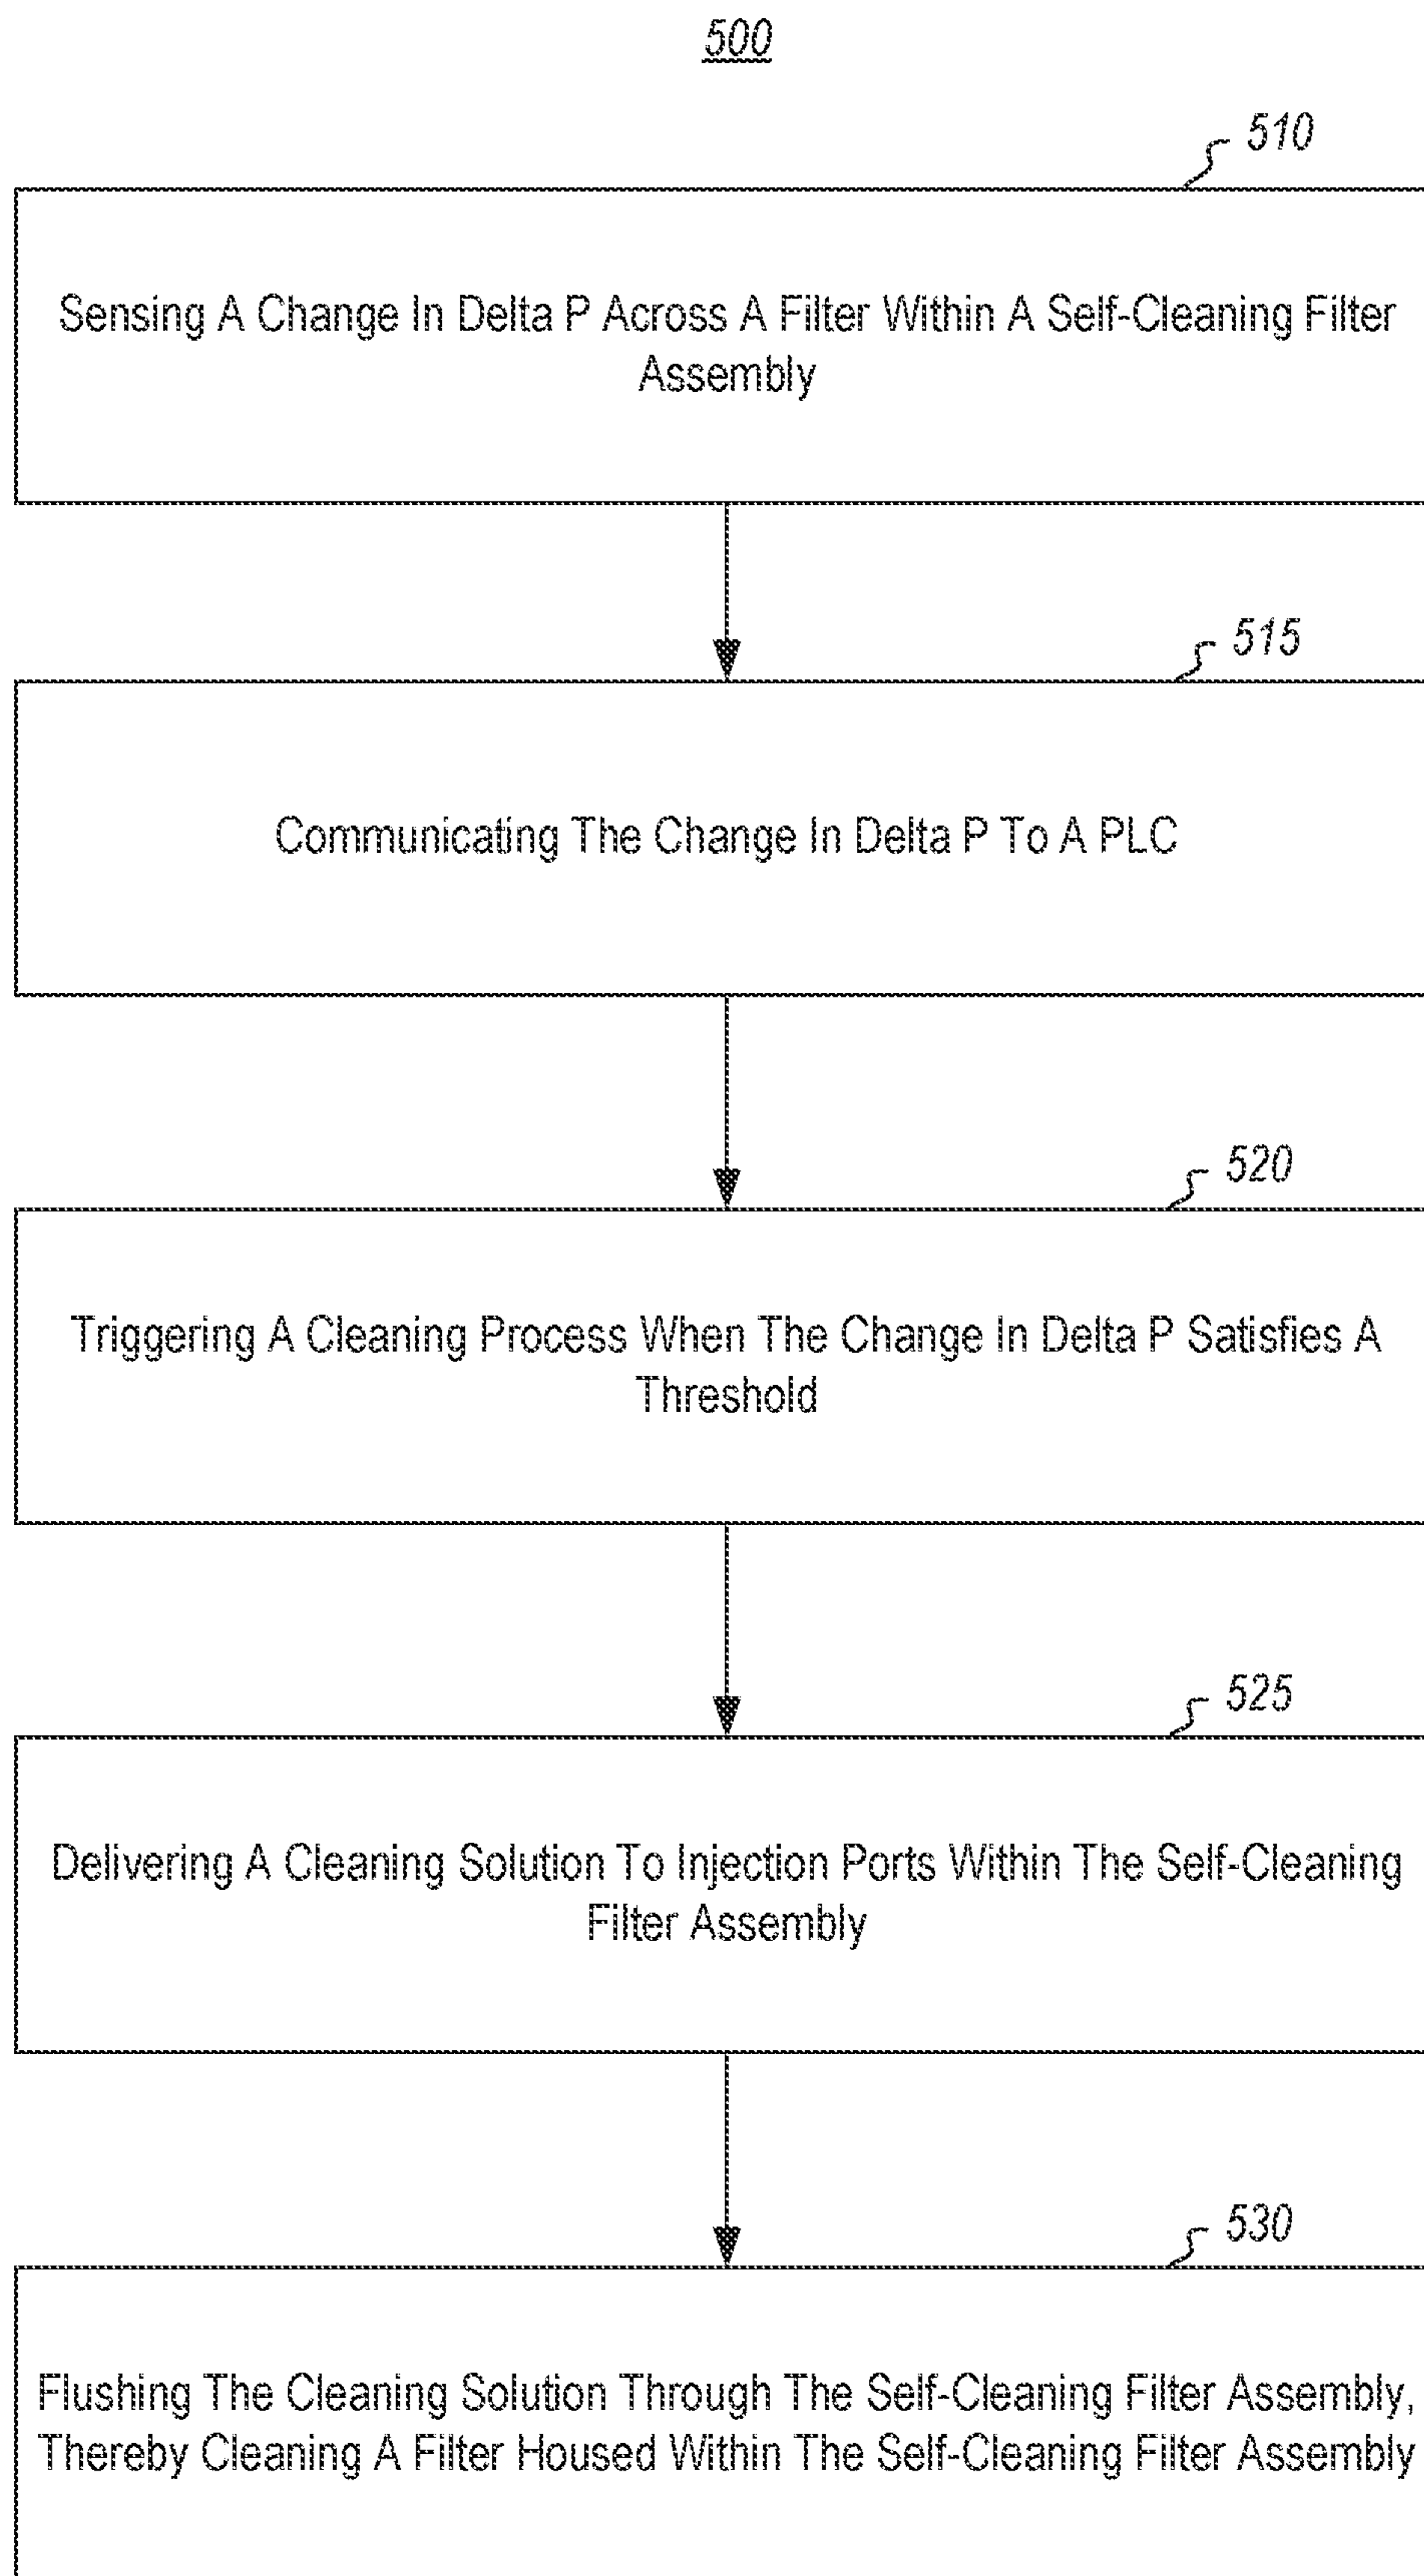 500
510
Sensing A Change In Delta P Across A Filter Within A Self-Cleaning Filter
Assembly
515
Communicating The Change In Delta P To A PLC
520
Triggering A Cleaning Process When The Change In Delta P Satisfies A
Threshold
525
Delivering A Cleaning Solution To Injection Ports Within The Self-Cleaning
Filter Assembly
530
Flushing The Cleaning Solution Through The Self-Cleaning Filter Assembly,
Thereby Cleaning A Filter Housed Within The Self-Cleaning Filter Assembly